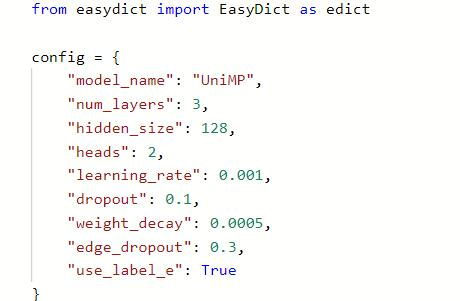 from easydict import EasyDict as edict
config = {
    "model_name": "UniMP",
    "num_layers": 3,
    "hidden_size": 128,
    "heads": 2,
    "learning_rate": 0.001,
    "dropout": 0.1,
    "weight_decay": 0.0005,
    "edge_dropout": 0.3,
    "use_label_e": True
}